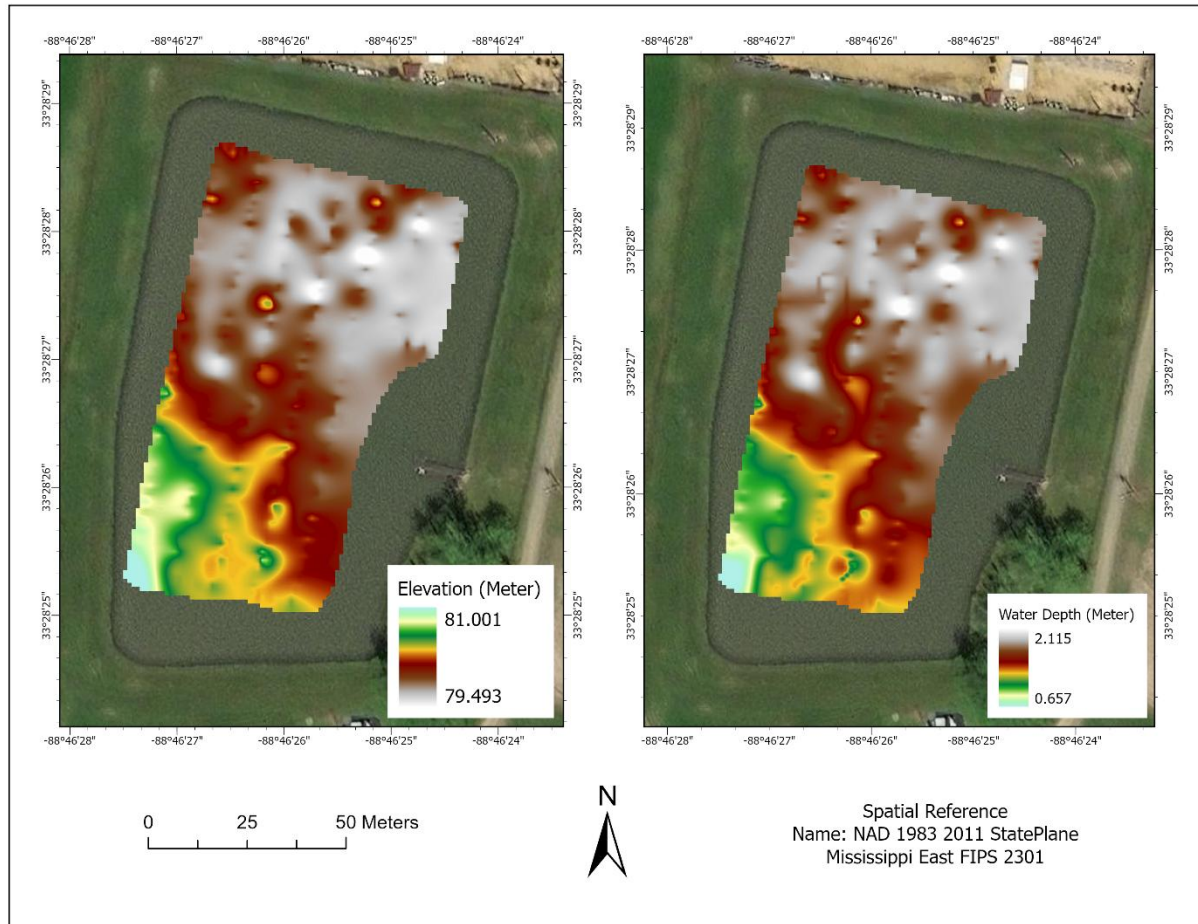 -88°46'28" -88°46'27" -88°46'26" -88°46'25" -88°46'24"
33°28'29"
33°28'28"
33°28'27"
33°28'26"
33°28'25"
33°28'29"
33°28'28"
33°28'27"
33°28'26"
33°28'25"
Elevation (Meter)
81.001
79.493
-88°46'28" -88°46'27" -88°46'26" -88°46'25" -88°46'24"
-88°46'28" -88°46'27" -88°46'26" -88°46'25" -88°46'24"
33°28'29"
33°28'28"
33°28'27"
33°28'26"
33°28'25"
33°28'29"
33°28'28"
33°28'27"
33°28'26"
33°28'25"
Water Depth (Meter)
2.115
0.657
-88°46'28" -88°46'27" -88°46'26" -88°46'25" -88°46'24"
0 25 50 Meters
N
Spatial Reference
Name: NAD 1983 2011 StatePlane
Mississippi East FIPS 2301